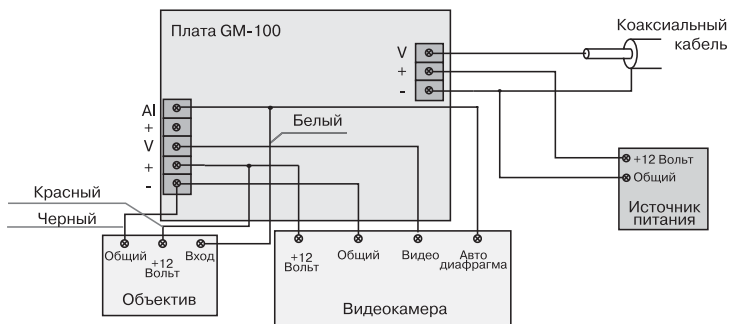 Плата GM-100
Коаксиальный
кабель
V
+
-
AI
+
V
+
-
Белый
Красный
Черный
+12 Вольт
Общий
Источник
питания
Общий
+12
Вольт
Вход
Объектив
+12
Вольт
Общий
Видео
Авто
диафрагма
Видеокамера